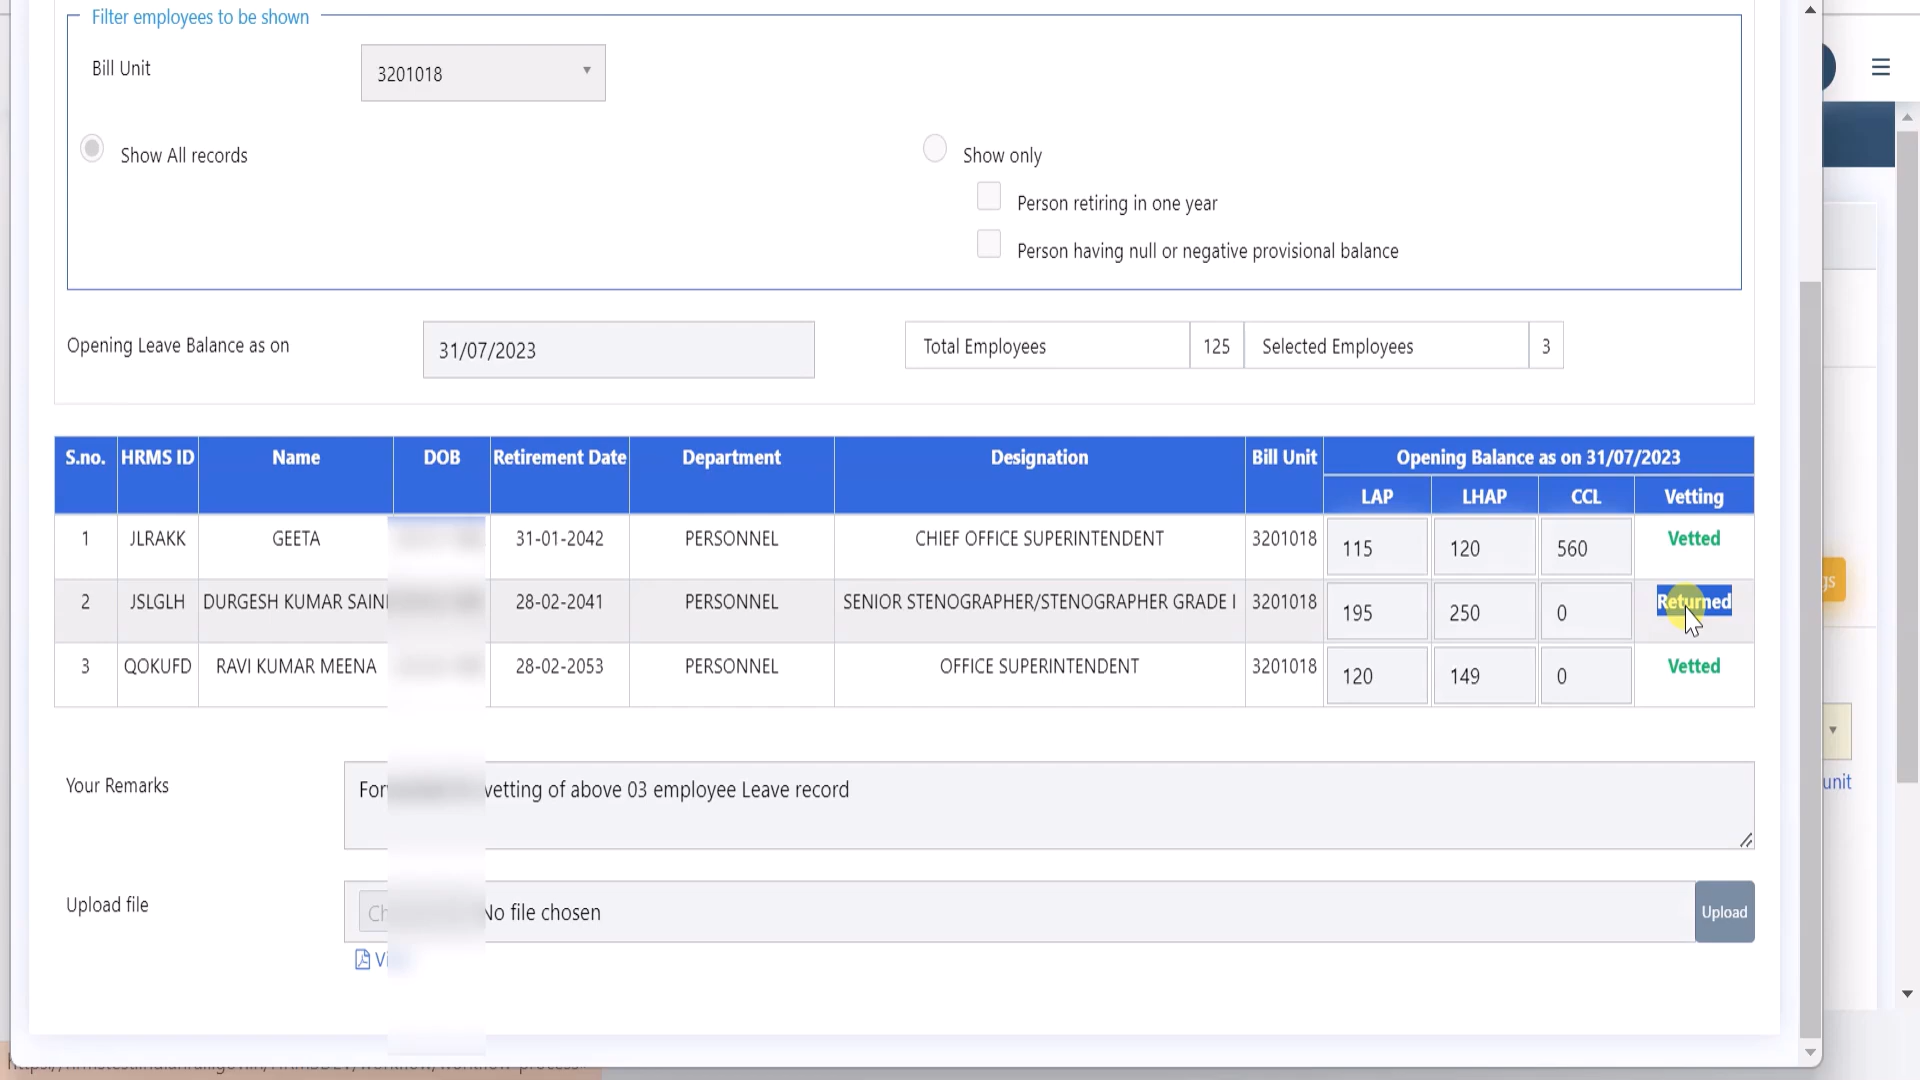 Filter employees to be shown
Bill Unit 3201018
Show All records Show only
Person retiring in one year
Person having null or negative provisional balance
Opening Leave Balance as on 31/07/2023 Total Employees 125 Selected Employees 3
S.no. HRMS ID Name DOB Retirement Date Department Designation Bill Unit Opening Balance as on 31/07/2023
LAP LHAP CCL Vetting
1 JLRAKK GEETA 31-01-2042 PERSONNEL CHIEF OFFICE SUPERINTENDENT 3201018 115 120 560 Vetted
2 JSLGLH DURGESH KUMAR SAINI 28-02-2041 PERSONNEL SENIOR STENOGRAPHER/STENOGRAPHER GRADE I 3201018 195 250 0 Returned
3 QOKUFD RAVI KUMAR MEENA 28-02-2053 PERSONNEL OFFICE SUPERINTENDENT 3201018 120 149 0 Vetted
unit
Your Remarks vetting of above 03 employee Leave record
Upload file No file chosen Upload